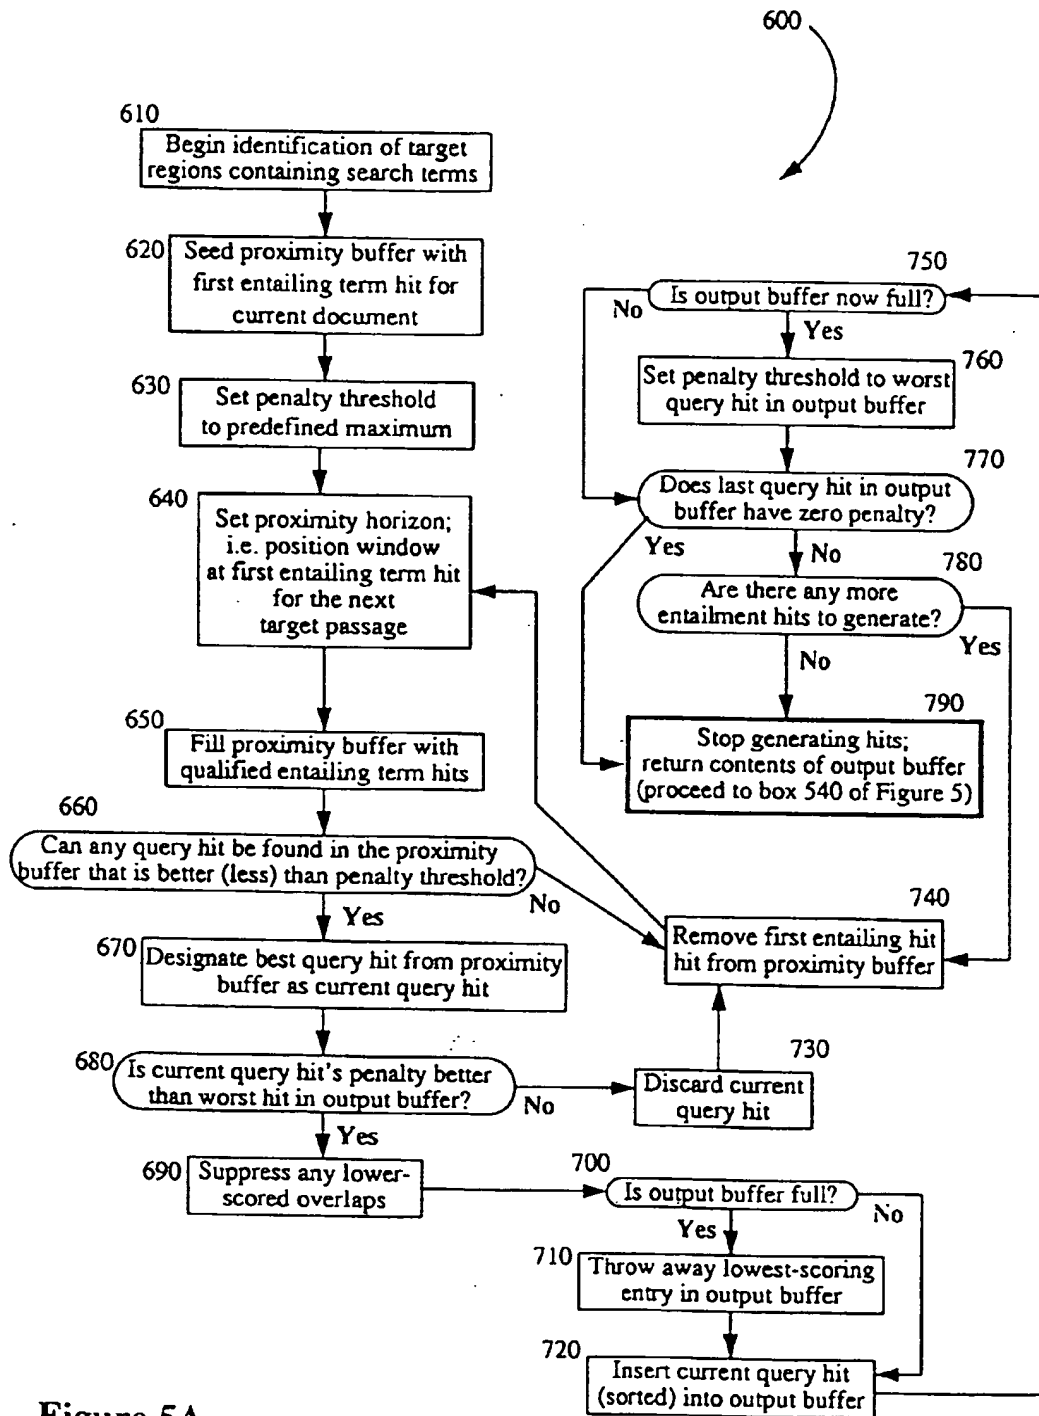 600
610
Begin identification of target
regions containing search terms
620
Seed proximity buffer with
first entailing term hit for
current document
630
Set penalty threshold
to predefined maximum
640
Set proximity horizon;
i.e. position window
at first entailing term hit
for the next
target passage
650
Fill proximity buffer with
qualified entailing term hits
660
Can any query hit be found in the proximity
buffer that is better (less) than penalty threshold?
No
Yes
670
Designate best query hit from proximity
buffer as current query hit
680
Is current query hit's penalty better
than worst hit in output buffer?
No
Yes
690
Suppress any lower-
scored overlaps
700
Is output buffer full?
No
Yes
710
Throw away lowest-scoring
entry in output buffer
720
Insert current query hit
(sorted) into output buffer
730
Discard current
query hit
740
Remove first entailing hit
hit from proximity buffer
750
Is output buffer now full?
No
Yes
760
Set penalty threshold to worst
query hit in output buffer
770
Does last query hit in output
buffer have zero penalty?
Yes
No
780
Are there any more
entailment hits to generate?
Yes
No
790
Stop generating hits;
return contents of output buffer
(proceed to box 540 of Figure 5)
Figure 5A